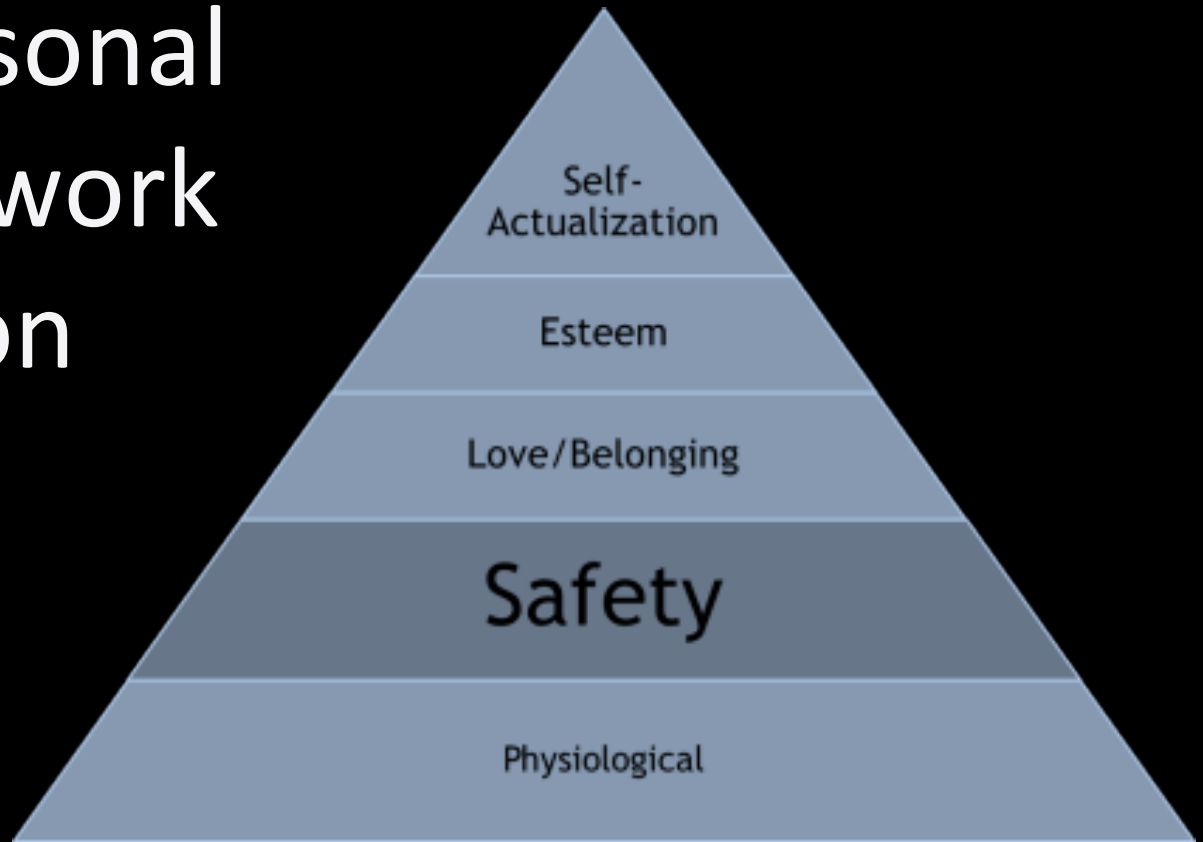 sonal
work
on
Self-
Actualization
Esteem
Love/Belonging
Safety
Physiological